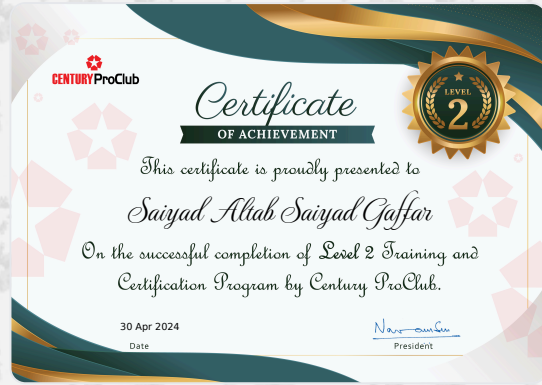 CENTURY ProClub
Certificate
OF ACHIEVEMENT
LEVEL
2
This certificate is proudly presented to
Saiyad Altab Saiyad Gaffar
On the successful completion of Level 2 Training and
Certification Program by Century ProClub.
30 Apr 2024
Date
President